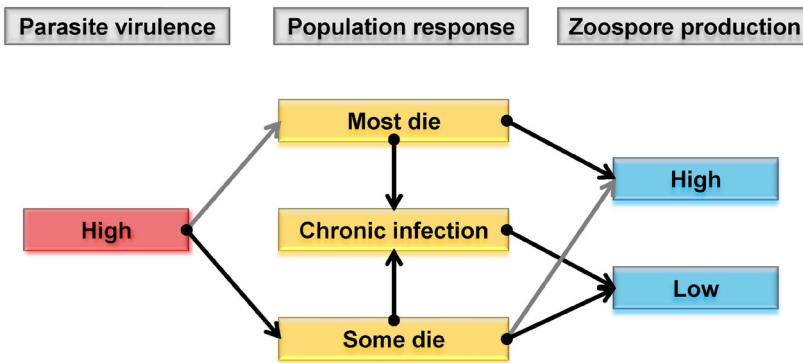 Parasite virulence
Population response
Zoospore production
Most die
High
High
Chronic infection
Low
Some die